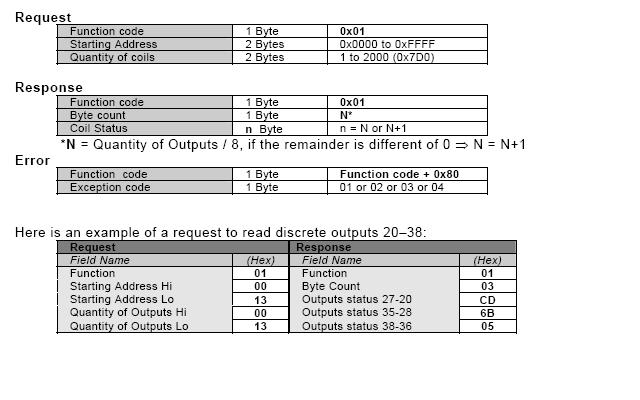 Request
Function code 1 Byte 0x01
Starting Address 2 Bytes 0x0000 to 0xFFFF
Quantity of coils 2 Bytes 1 to 2000 (0x7D0)
Response
Function code 1 Byte 0x01
Byte count 1 Byte N*
Coil Status n Byte n = N or N+1
*N = Quantity of Outputs / 8, if the remainder is different of 0 ⇒ N = N+1
Error
Function code 1 Byte Function code + 0x80
Exception code 1 Byte 01 or 02 or 03 or 04
Here is an example of a request to read discrete outputs 20–38:
Request Response
Field Name (Hex) Field Name (Hex)
Function 01 Function 01
Starting Address Hi 00 Byte Count 03
Starting Address Lo 13 Outputs status 27-20 CD
Quantity of Outputs Hi 00 Outputs status 35-28 6B
Quantity of Outputs Lo 13 Outputs status 38-36 05